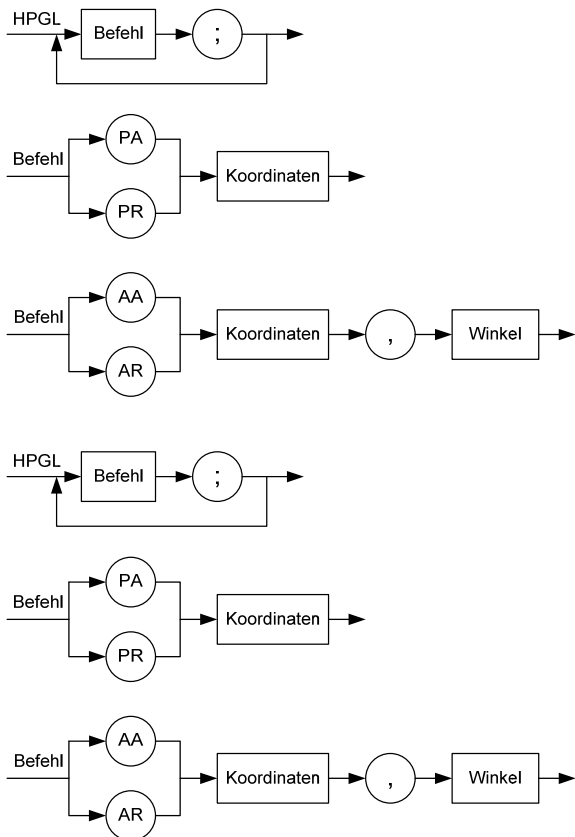 HPGL
Befehl ;
PA
Befehl Koordinaten
PR
AA
Befehl Koordinaten , Winkel
AR
HPGL
Befehl ;
PA
Befehl Koordinaten
PR
AA
Befehl Koordinaten , Winkel
AR